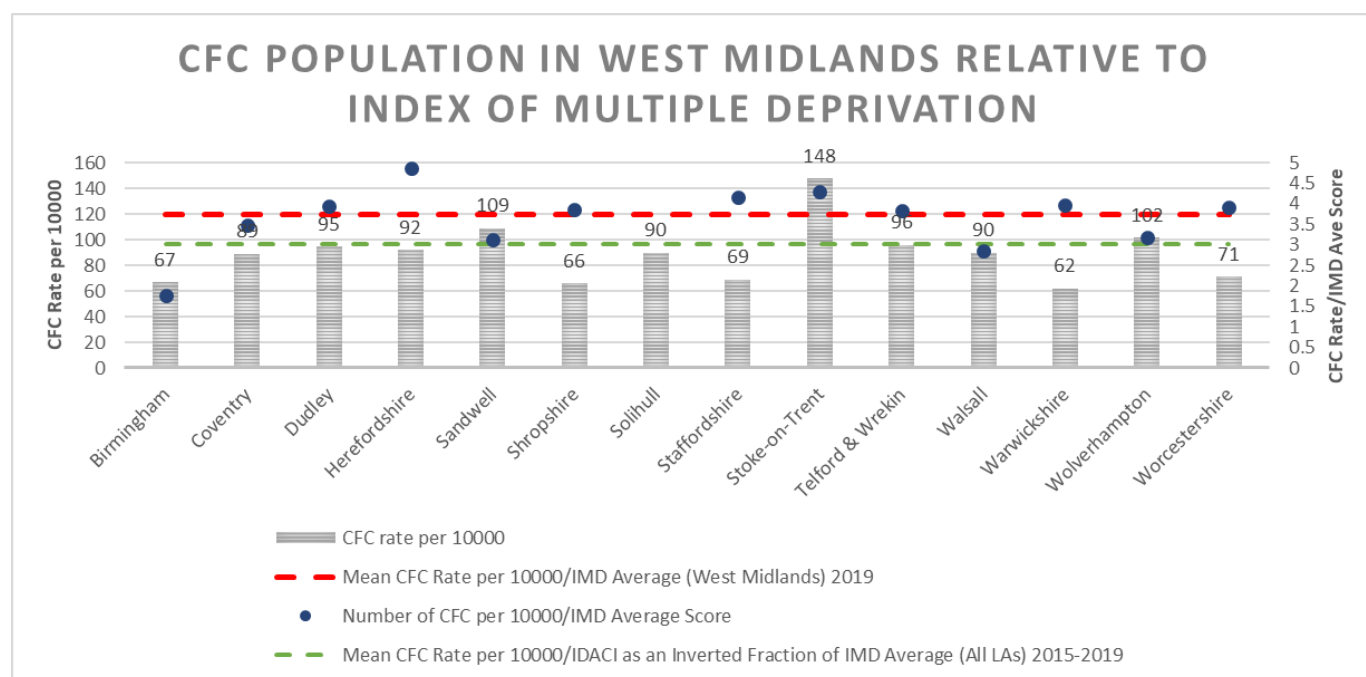 CFC POPULATION IN WEST MIDLANDS RELATIVE TO
INDEX OF MULTIPLE DEPRIVATION
CFC Rate per 10000
160
140
120
100
80
60
40
20
0
67
89
95
92
109
66
90
69
148
96
90
62
102
71
5
4.5
4
3.5
3
2.5
2
1.5
1
0.5
0
CFC Rate/IMD Ave Score
Birmingham
Coventry
Dudley
Herefordshire
Sandwell
Shropshire
Solihull
Staffordshire
Stoke-on-Trent
Telford & Wrekin
Walsall
Warwickshire
Wolverhampton
Worcestershire
CFC rate per 10000
Mean CFC Rate per 10000/IMD Average (West Midlands) 2019
Number of CFC per 10000/IMD Average Score
Mean CFC Rate per 10000/IDACI as an Inverted Fraction of IMD Average (All LAs) 2015-2019